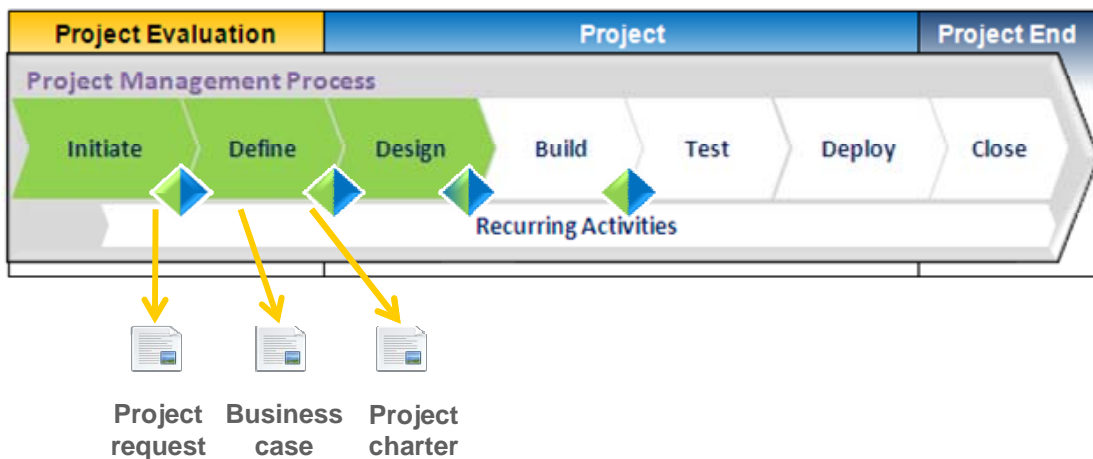 Project Evaluation
Project
Project End
Project Management Process
Initiate
Define
Design
Build
Test
Deploy
Close
Recurring Activities
Project
request
Business
case
Project
charter